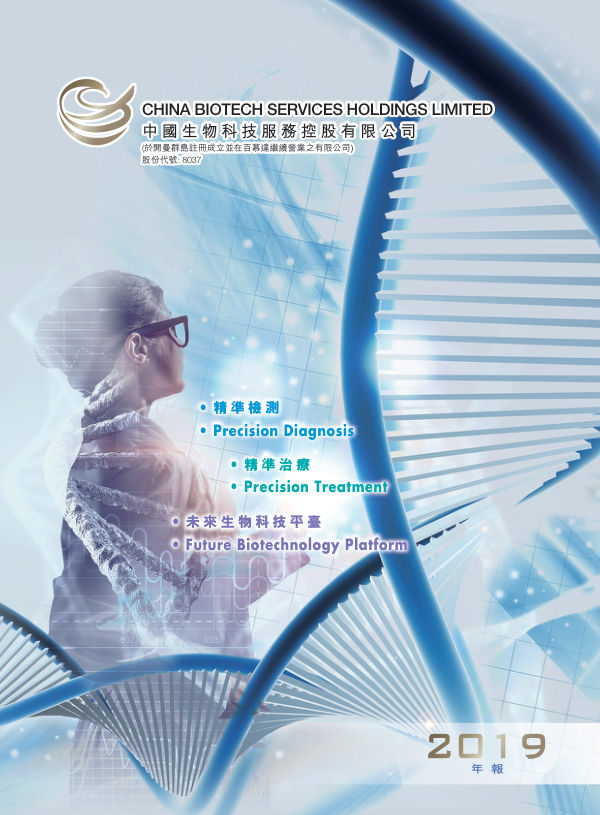 CHINA BIOTECH SERVICES HOLDINGS LIMITED
中國生物科技服務控股有限公司
(於開曼群島註冊成立並在百慕達繼續營業之有限公司)
股份代號: 8037
• 精準檢測
• Precision Diagnosis
• 精準治療
• Precision Treatment
• 未來生物科技平臺
• Future Biotechnology Platform
2019
年報